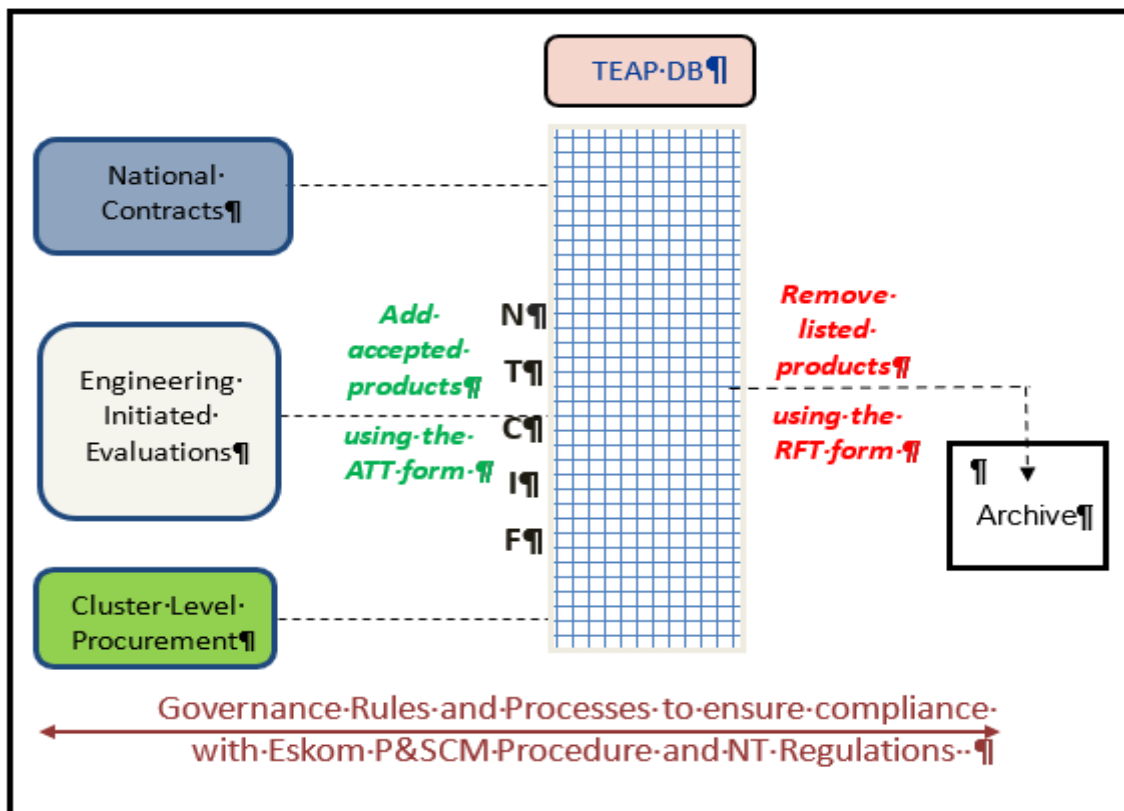 TEAP·DB¶
National·
Contracts¶
Engineering·
Initiated·
Evaluations¶
Cluster·Level·
Procurement¶
Add·
accepted·
products¶
using·the·
ATT·form·¶
N¶
T¶
C¶
I¶
F¶
Remove·
listed·
products¶
using·the·
RFT·form·¶
¶
Archive¶
Governance·Rules·and·Processes·to·ensure·compliance·
with·Eskom·P&SCM·Procedure·and·NT·Regulations··¶